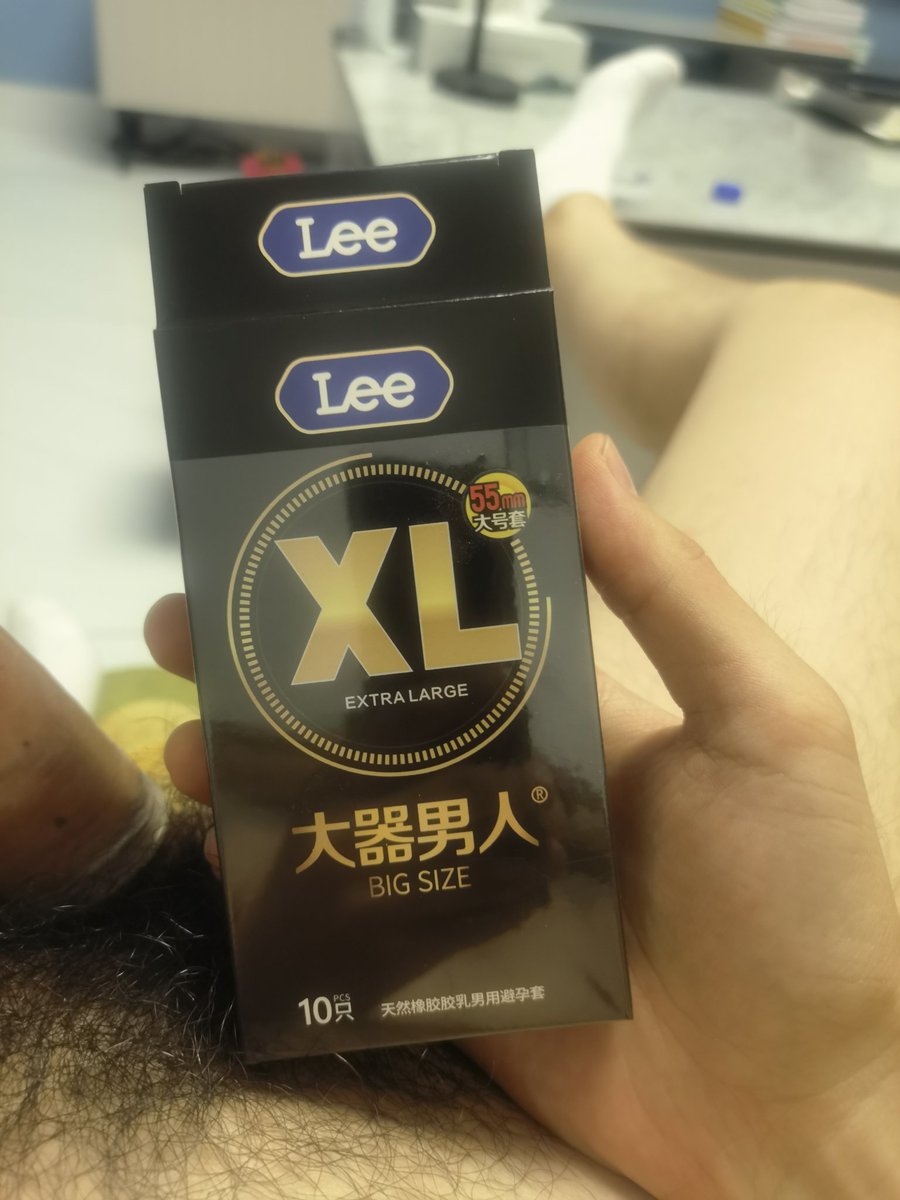 Lee
Lee
55mm
大号套
XL
EXTRA LARGE
大器男人®
BIG SIZE
10PCS只
天然橡胶胶乳男用避孕套